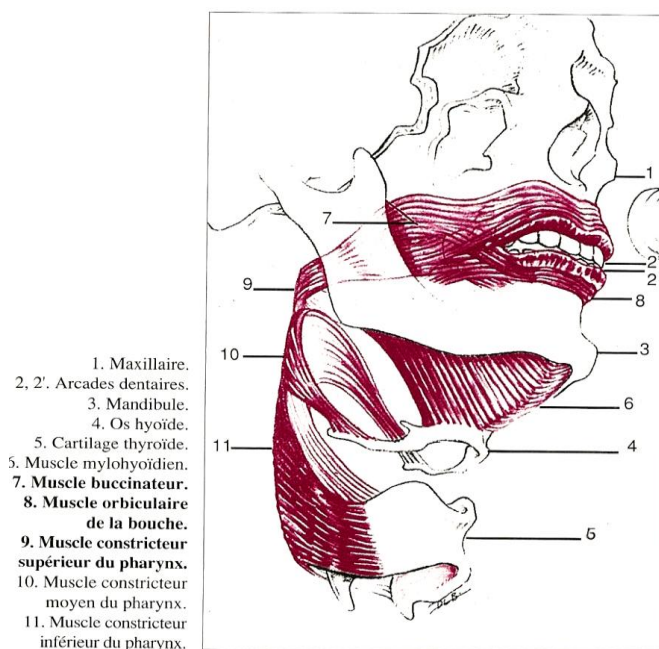 1. Maxillaire.
2, 2'. Arcades dentaires.
3. Mandibule.
4. Os hyoïde.
5. Cartilage thyroïde.
5. Muscle mylohyoïdien.
7. Muscle buccinateur.
8. Muscle orbiculaire
de la bouche.
9. Muscle constricteur
supérieur du pharynx.
10. Muscle constricteur
moyen du pharynx.
11. Muscle constricteur
inférieur du pharynx.
1
7
2
2
9
8
10
3
6
11
4
5